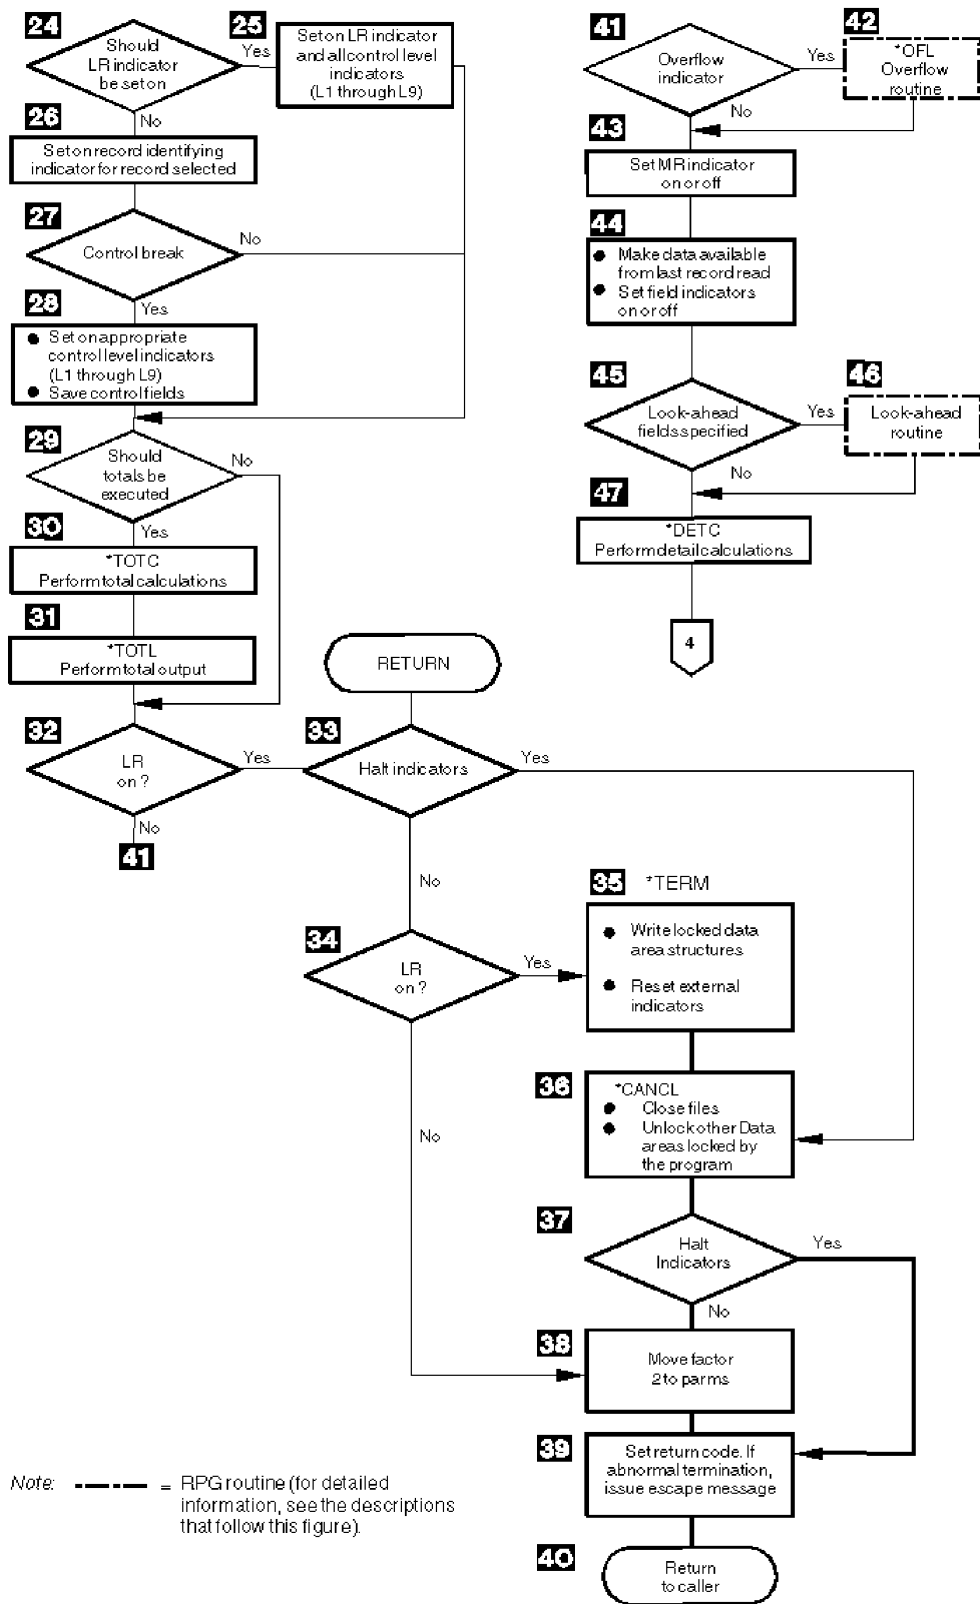 24
Should
LR indicator
be set on
Yes
25
Set on LR indicator
and all control level
indicators
(L1 through L9)
No
26
Set on record identifying
indicator for record selected
27
Control break
No
Yes
28
Set on appropriate
control level indicators
(L1 through L9)
Save control fields
29
Should
totals be
executed
No
Yes
30
*TOTC
Perform total calculations
31
*TOTL
Perform total output
32
LR
on ?
Yes
No
41
RETURN
33
Halt indicators
Yes
No
34
LR
on ?
Yes
No
35
*TERM
Write locked data
area structures
Reset external
indicators
36
*CANCL
Close files
Unlock other Data
areas locked by
the program
37
Halt
Indicators
Yes
No
38
Move factor
2 to parms
39
Set return code. If
abnormal termination,
issue escape message
40
Return
to caller
41
Overflow
indicator
Yes
42
*OFL
Overflow
routine
No
43
Set MR indicator
on or off
44
Make data available
from last record read
Set field indicators
on or off
45
Look-ahead
fields specified
Yes
46
Look-ahead
routine
No
47
*DETC
Perform detail calculations
4
Note: = RPG routine (for detailed
information, see the descriptions
that follow this figure).